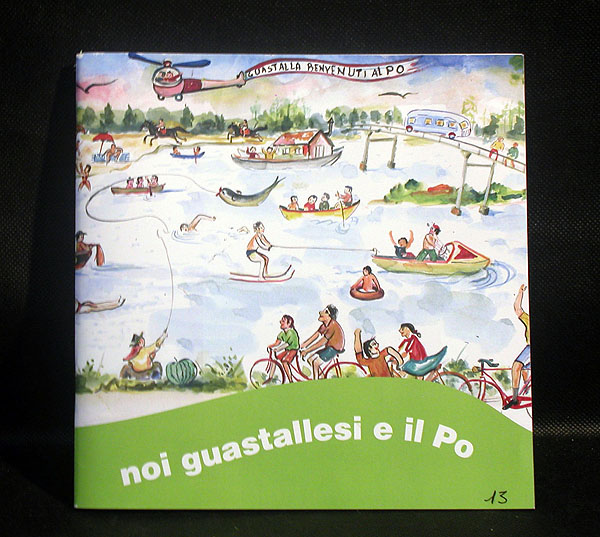 GUASTALLA BENVENUTI AL PO
noi guastallesi e il Po
13